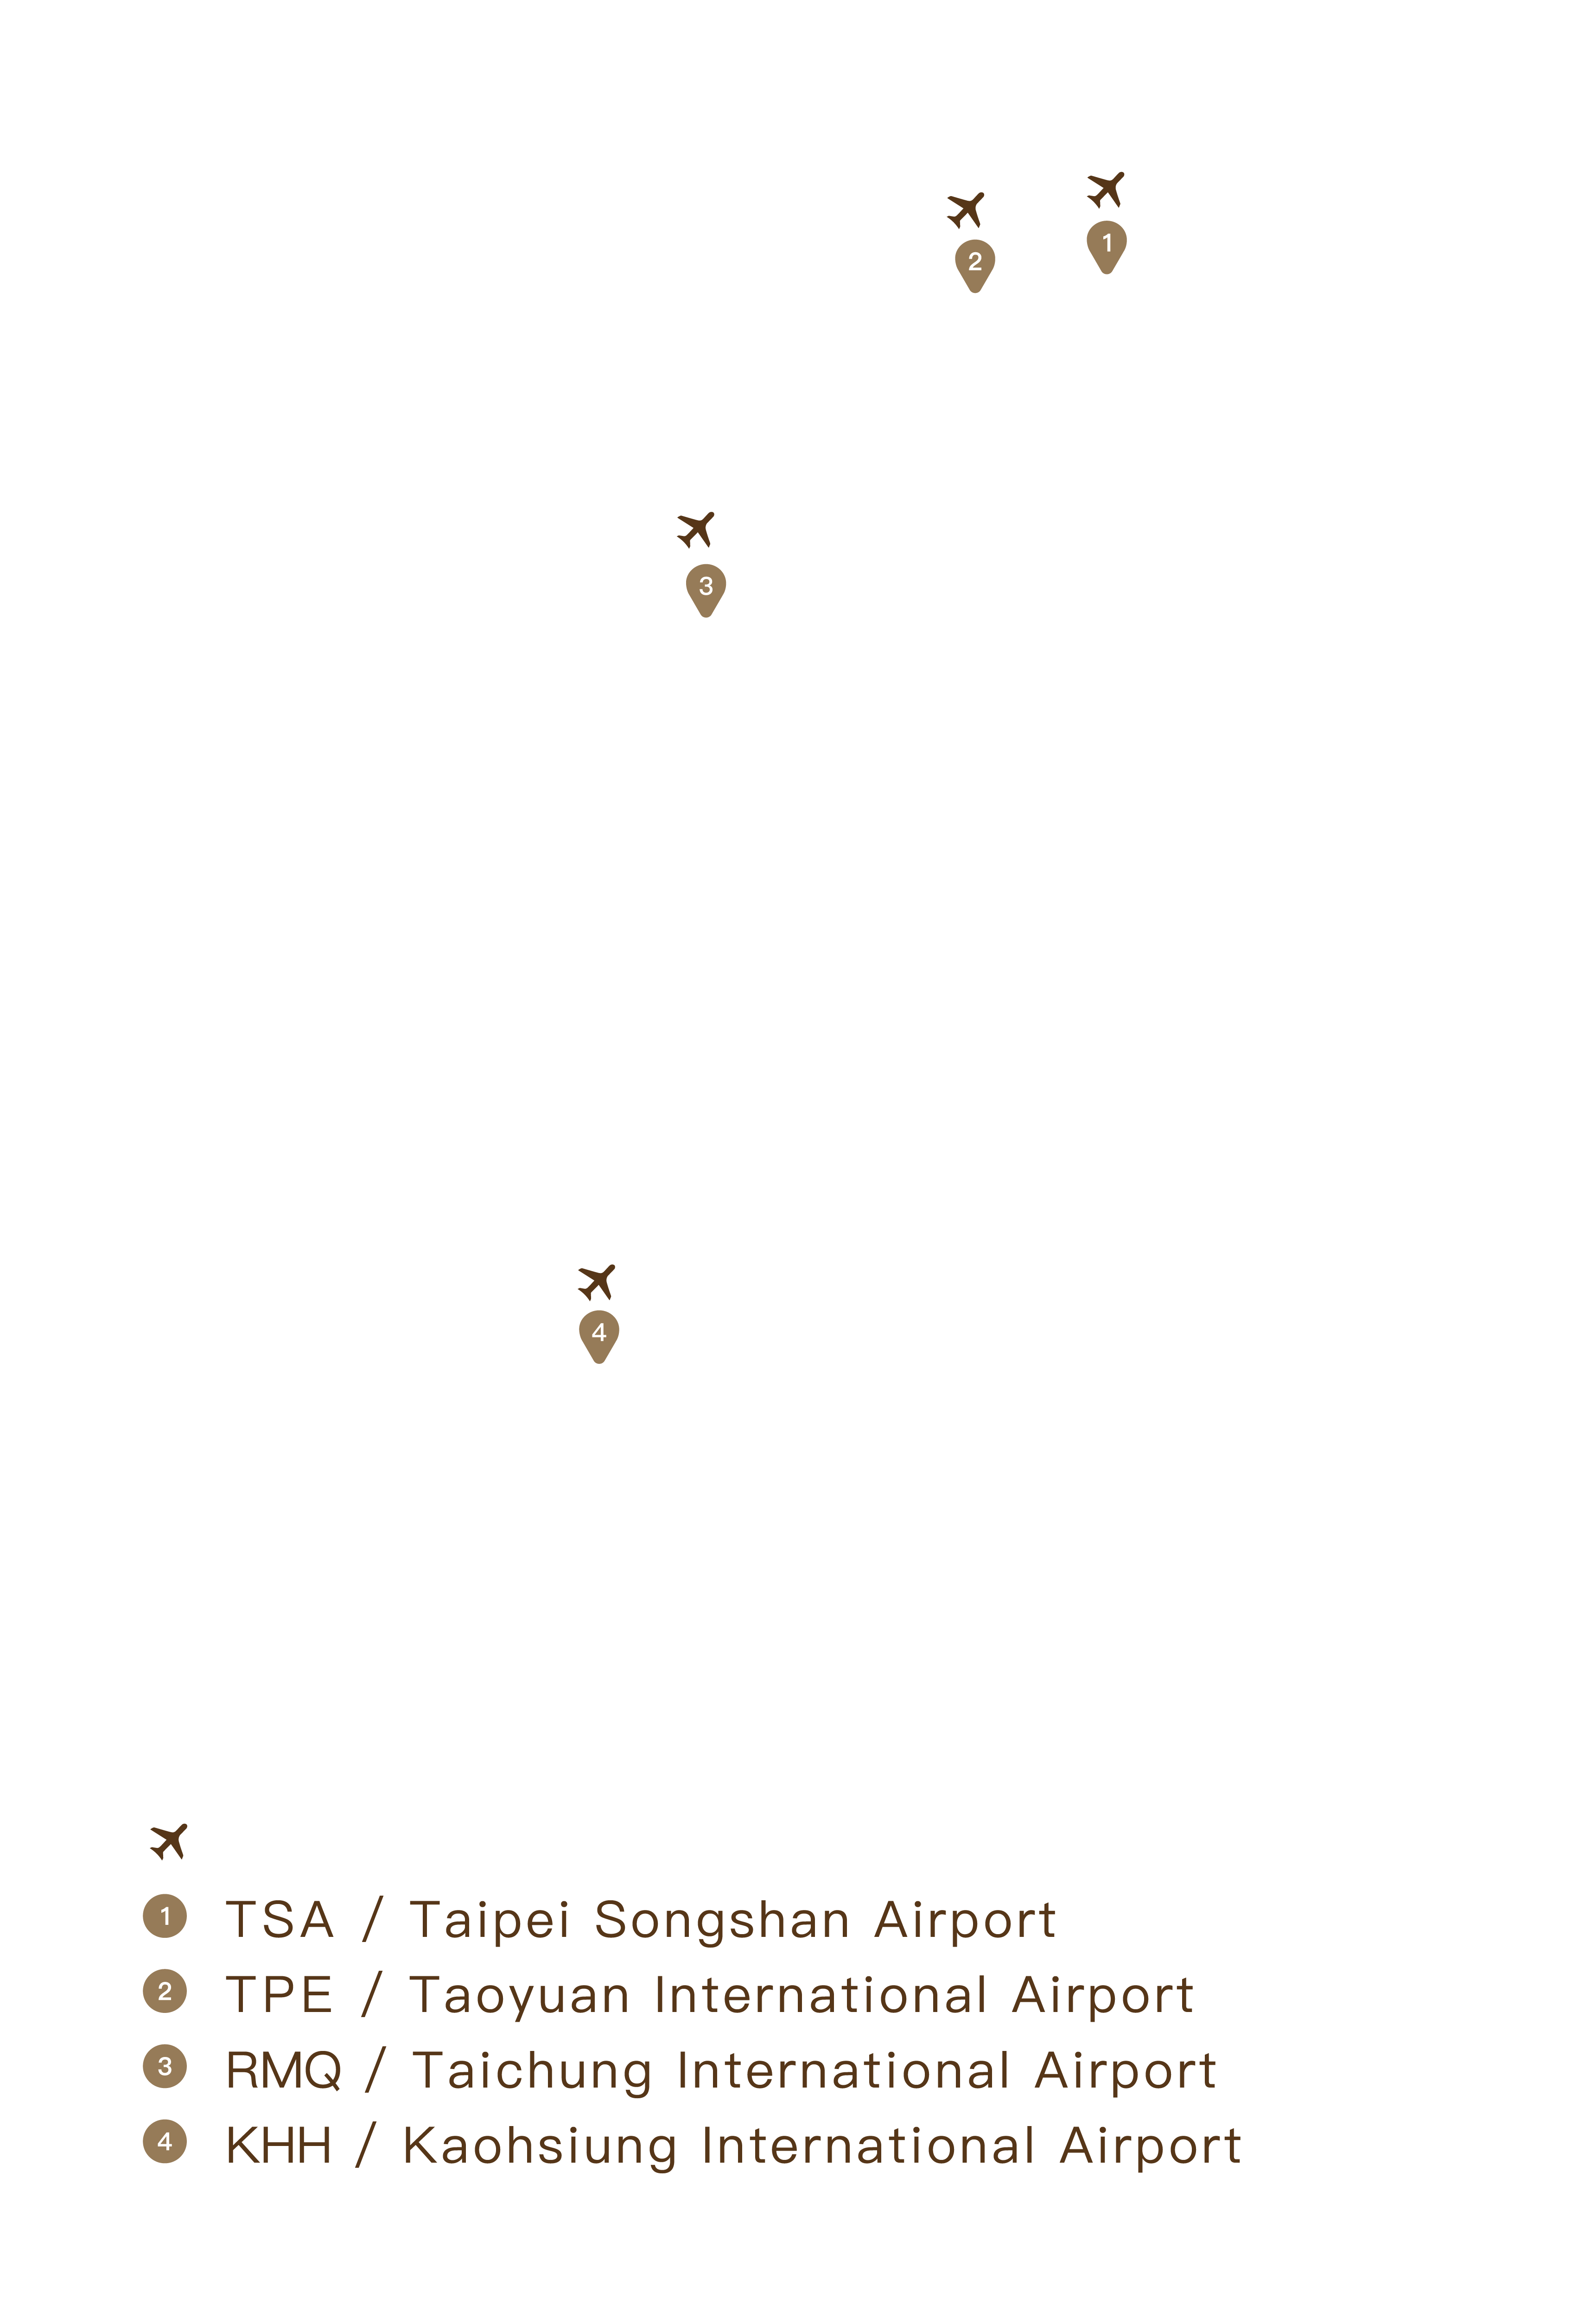 1
2
3
4
1 TSA / Taipei Songshan Airport
2 TPE / Taoyuan International Airport
3 RMQ / Taichung International Airport
4 KHH / Kaohsiung International Airport